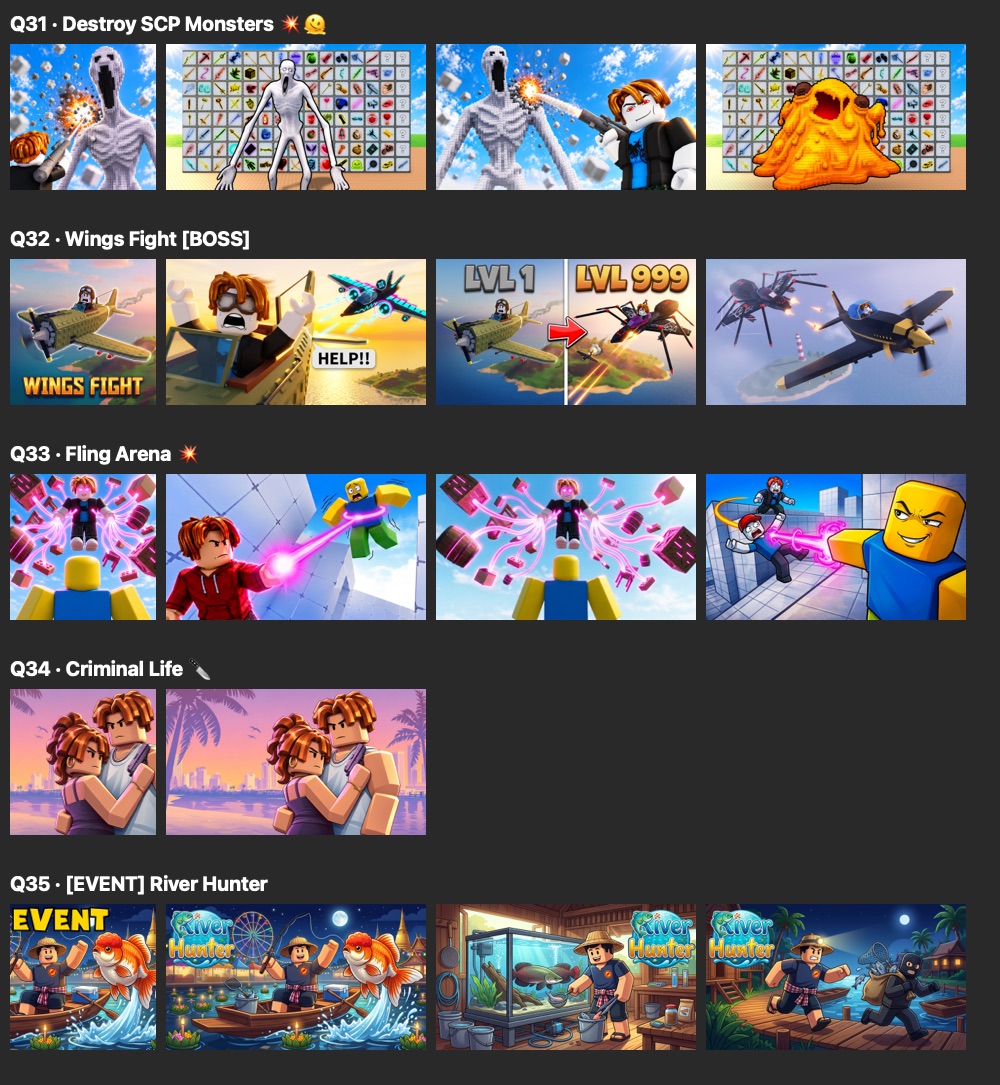 Q31 · Destroy SCP Monsters 💥🫠
Q32 · Wings Fight [BOSS]
WINGS FIGHT
HELP!!
LVL 1
LVL 999
Q33 · Fling Arena 💥
Q34 · Criminal Life 🔪
Q35 · [EVENT] River Hunter
EVENT
River
Hunter
River
Hunter
River
Hunter